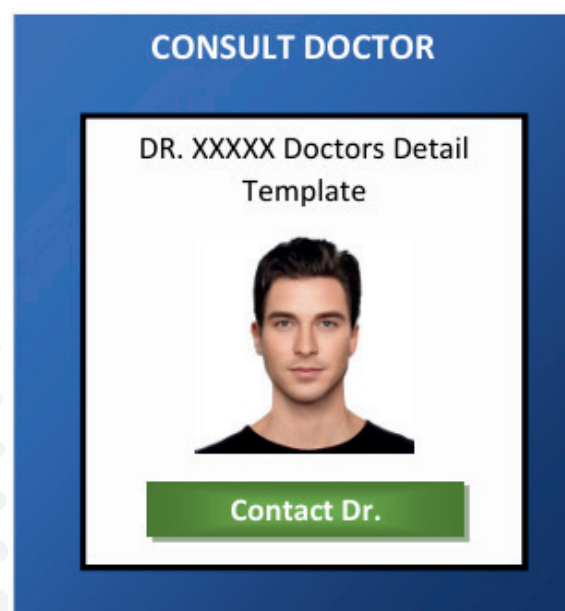 CONSULT DOCTOR
DR. XXXXX Doctors Detail
Template
Contact Dr.